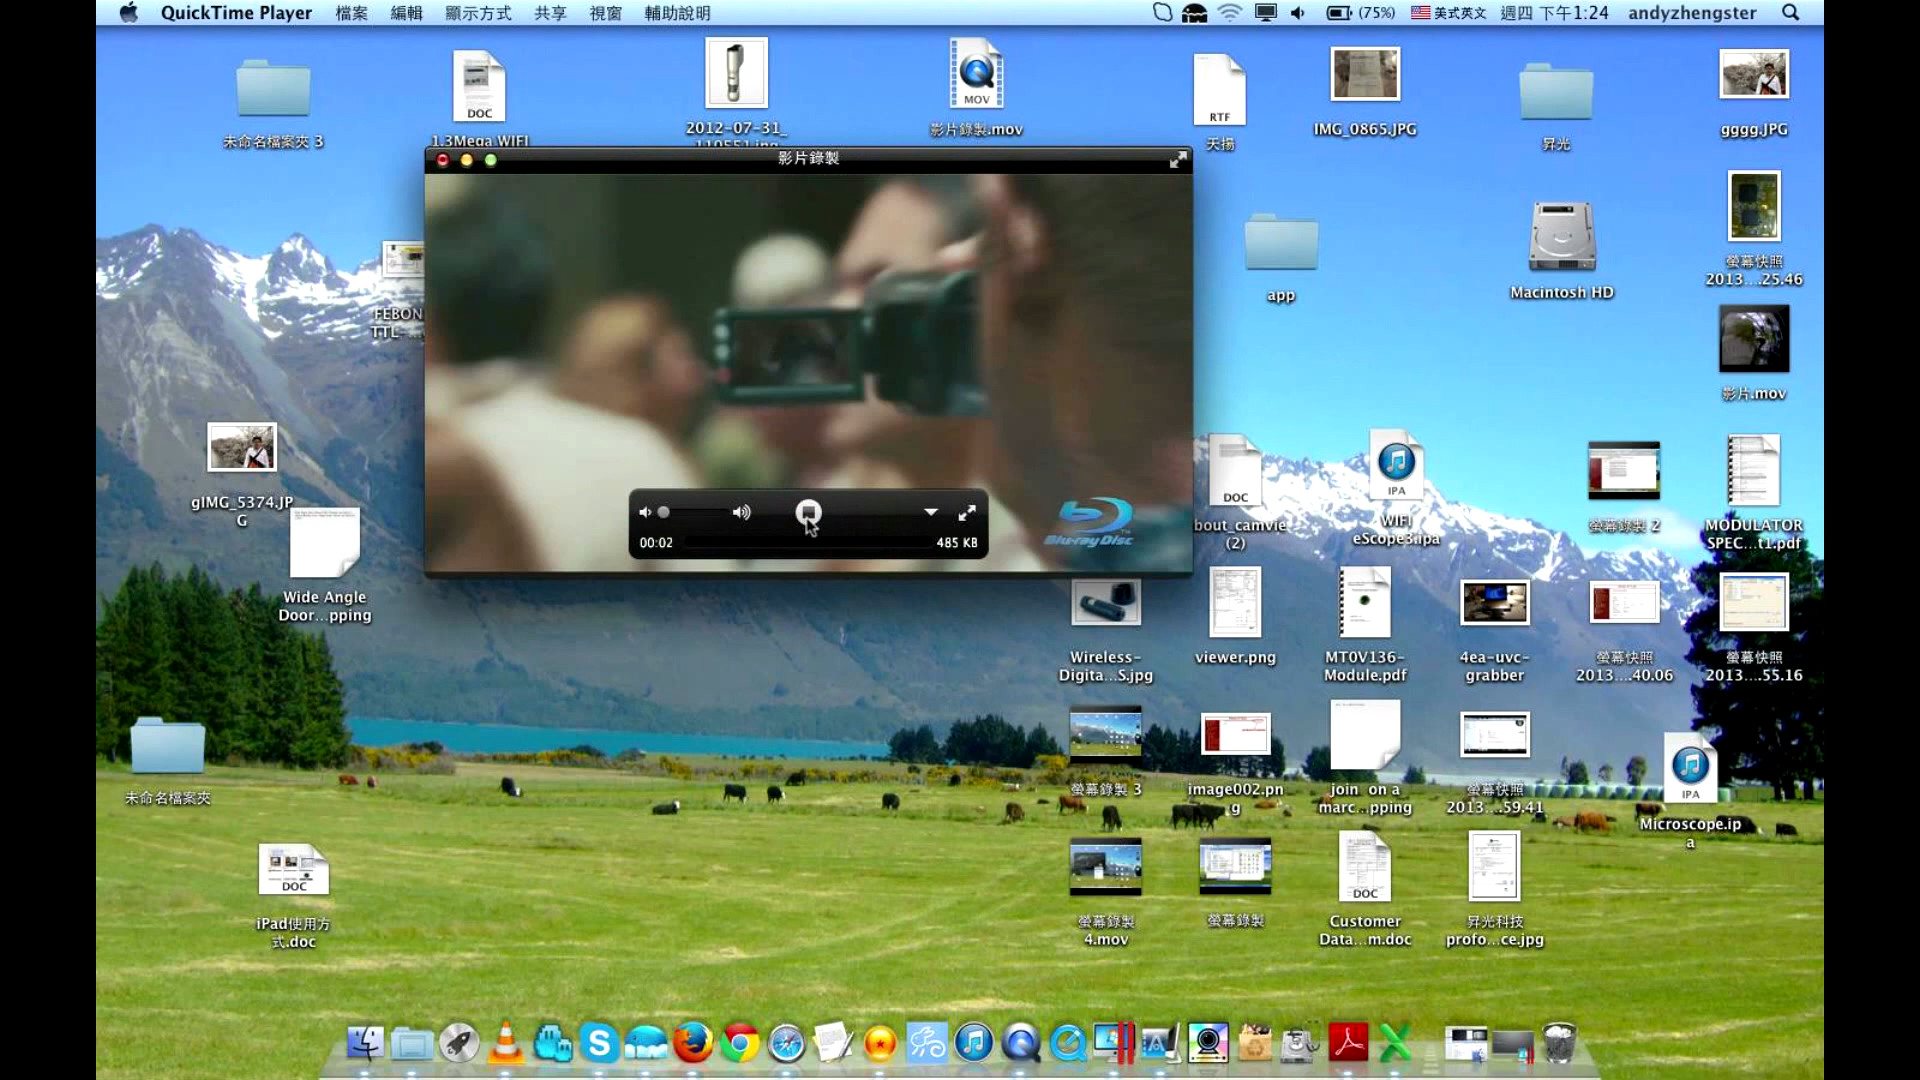 QuickTime Player 檔案 編輯 顯示方式 共享 視窗 輔助說明
(75%) 美式英文 週四 下午1:24 andyzhengster
未命名檔案夾 3
DOC
1.3Mega WIFI
2012-07-31_
110551.jpg
MOV
影片錄製.mov
RTF
天揚
IMG_0865.JPG
昇光
gggg.JPG
影片錄製
FEBON
TTL
app
Macintosh HD
螢幕快照
2013....25.46
影片.mov
gIMG_5374.JP
G
Wide Angle
Door...pping
00:02
485 KB
Blu-ray Disc
DOC
bout_camvie
(2)
IPA
WIFI
eScope3.ipa
螢幕錄製 2
MODULATOR
SPEC...t1.pdf
Wireless-
Digita...S.jpg
viewer.png
MT0V136-
Module.pdf
4ea-uvc-
grabber
螢幕快照
2013....40.06
螢幕快照
2013....55.16
未命名檔案夾
螢幕錄製 3
image002.pn
g
join on a
marc...pping
螢幕快照
2013....59.41
IPA
Microscope.ip
a
DOC
iPad使用方
式.doc
螢幕錄製
4.mov
螢幕錄製
DOC
Customer
Data...m.doc
昇光科技
profo...ce.jpg